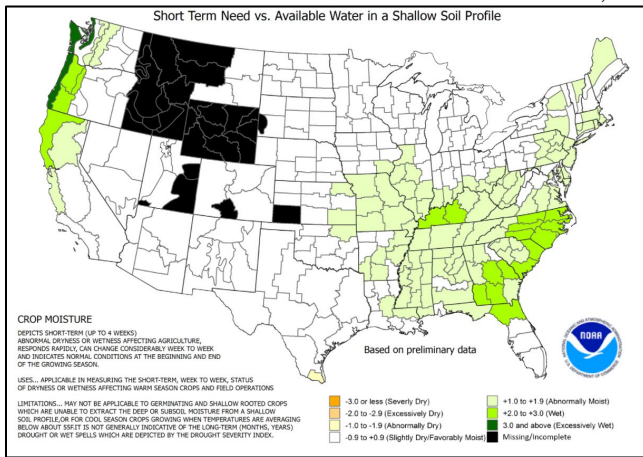 Short Term Need vs. Available Water in a Shallow Soil Profile
CROP MOISTURE
DEPICTS SHORT-TERM (UP TO 4 WEEKS)
ABNORMAL DRYNESS OR WETNESS AFFECTING AGRICULTURE,
RESPONDS RAPIDLY, CAN CHANGE CONSIDERABLY WEEK TO WEEK
AND INDICATES NORMAL CONDITIONS AT THE BEGINNING AND END
OF THE GROWING SEASON.
USES... APPLICABLE IN MEASURING THE SHORT-TERM, WEEK TO WEEK, STATUS
OF DRYNESS OR WETNESS AFFECTING WARM SEASON CROPS AND FIELD OPERATIONS
LIMITATIONS... MAY NOT BE APPLICABLE TO GERMINATING AND SHALLOW ROOTED CROPS
WHICH ARE UNABLE TO EXTRACT THE DEEP OR SUBSOIL MOISTURE FROM A SHALLOW
SOIL PROFILE,OR FOR COOL SEASON CROPS GROWING WHEN TEMPERATURES ARE AVERAGING
BELOW ABOUT 55F.IT IS NOT GENERALLY INDICATIVE OF THE LONG-TERM (MONTHS, YEARS)
DROUGHT OR WET SPELLS WHICH ARE DEPICTED BY THE DROUGHT SEVERITY INDEX.
Based on preliminary data
-3.0 or less (Severly Dry)
-2.0 to -2.9 (Excessively Dry)
-1.0 to -1.9 (Abnormally Dry)
-0.9 to +0.9 (Slightly Dry/Favorably Moist)
+1.0 to +1.9 (Abnormally Moist)
+2.0 to +3.0 (Wet)
3.0 and above (Excessively Wet)
Missing/Incomplete
NOAA